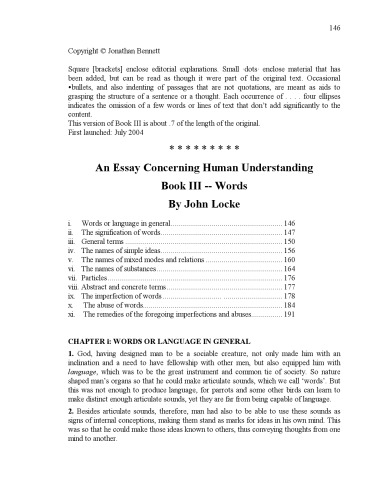 146
Copyright © Jonathan Bennett
Square [brackets] enclose editorial explanations. Small ·dots· enclose material that has
been added, but can be read as though it were part of the original text. Occasional
•bullets, and also indenting of passages that are not quotations, are meant as aids to
grasping the structure of a sentence or a thought. Each occurrence of . . . . four ellipses
indicates the omission of a few words or lines of text that don't add significantly to the
content.
This version of Book III is about .7 of the length of the original.
First launched: July 2004
* * * * * * * * *
An Essay Concerning Human Understanding
Book III -- Words
By John Locke
i. Words or language in general.......................................................... 146
ii. The signification of words............................................................... 147
iii. General terms .................................................................................. 150
iv. The names of simple ideas............................................................... 156
v. The names of mixed modes and relations ........................................ 160
vi. The names of substances.................................................................. 164
vii. Particles........................................................................................... 176
viii. Abstract and concrete terms............................................................. 177
ix. The imperfection of words............................................................... 178
x. The abuse of words......................................................................... 184
xi. The remedies of the foregoing imperfections and abuses................ 191
CHAPTER i: WORDS OR LANGUAGE IN GENERAL
1. God, having designed man to be a sociable creature, not only made him with an
inclination and a need to have fellowship with other men, but also equipped him with
language, which was to be the great instrument and common tie of society. So nature
shaped man's organs so that he could make articulate sounds, which we call 'words'. But
this was not enough to produce language, for parrots and some other birds can learn to
make distinct enough articulate sounds, yet they are far from being capable of language.
2. Besides articulate sounds, therefore, man had also to be able to use these sounds as
signs of internal conceptions, making them stand as marks for ideas in his own mind. This
was so that he could make those ideas known to others, thus conveying thoughts from one
mind to another.